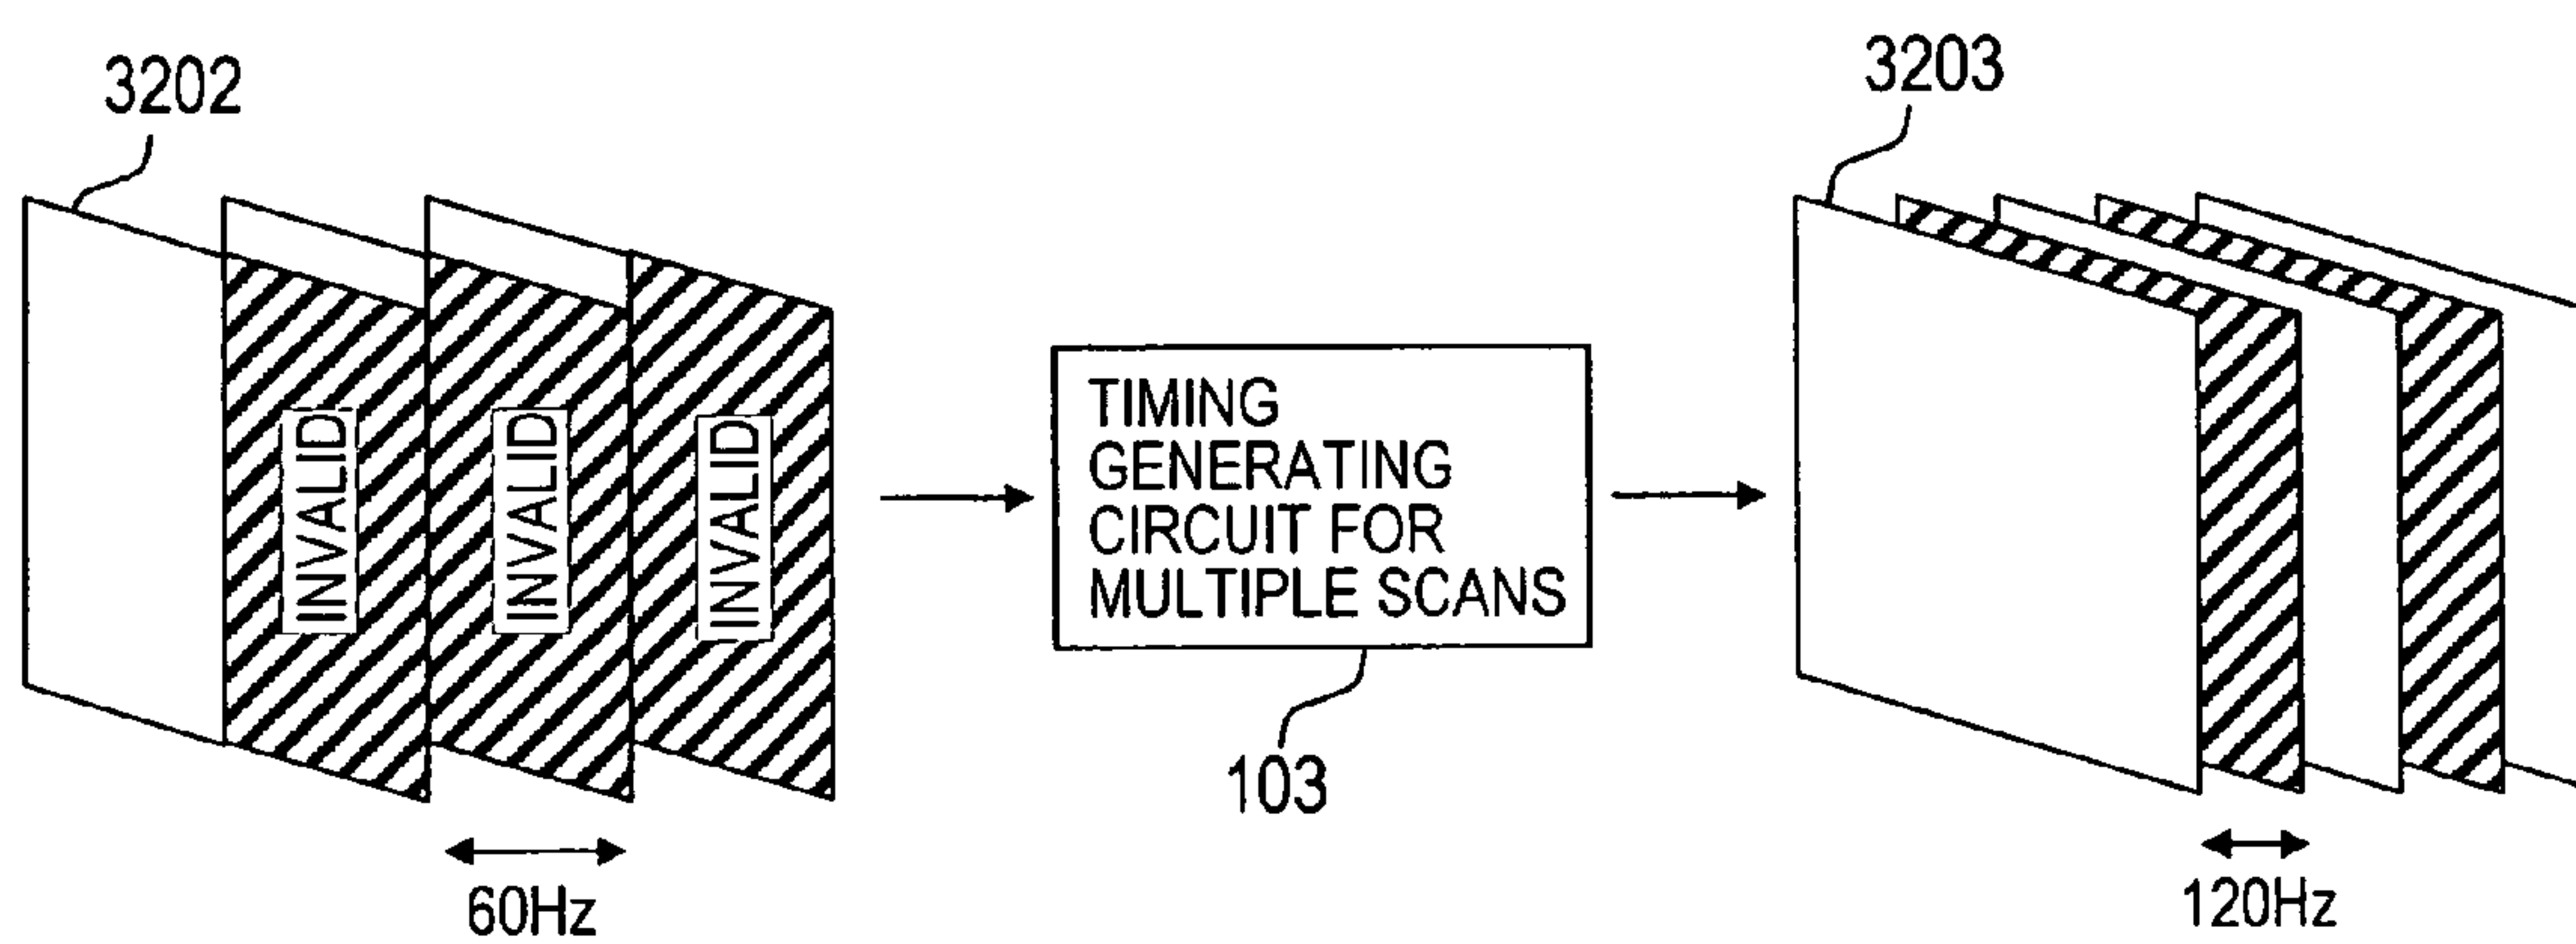 3202
3203
INVALID
INVALID
INVALID
TIMING
GENERATING
CIRCUIT FOR
MULTIPLE SCANS
103
60Hz
120Hz